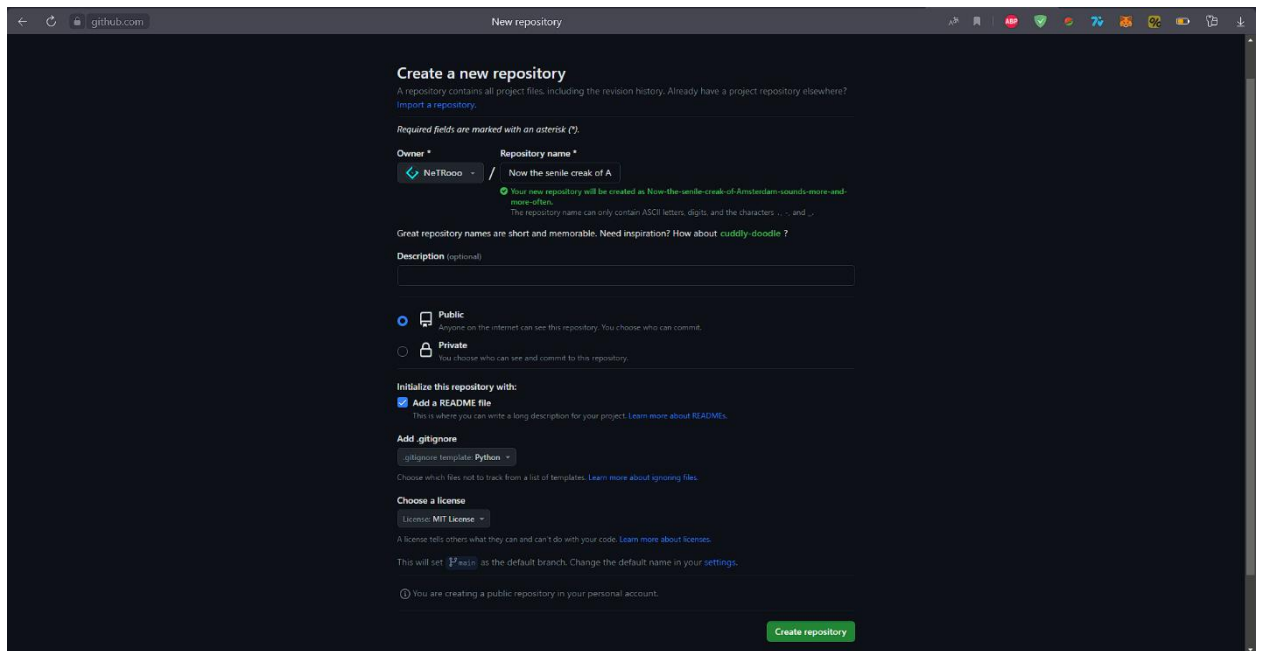 github.com
New repository
ABP
Create a new repository
A repository contains all project files, including the revision history. Already have a project repository elsewhere?
Import a repository.
Required fields are marked with an asterisk (*).
Owner *
Repository name *
NeTRooo
/
Now the senile creak of A
Your new repository will be created as Now-the-senile-creak-of-Amsterdam-sounds-more-and-
more-often.
The repository name can only contain ASCII letters, digits, and the characters ., -, and _.
Great repository names are short and memorable. Need inspiration? How about cuddly-doodle ?
Description (optional)
Public
Anyone on the internet can see this repository. You choose who can commit.
Private
You choose who can see and commit to this repository.
Initialize this repository with:
Add a README file
This is where you can write a long description for your project. Learn more about READMEs.
Add .gitignore
.gitignore template: Python
Choose which files not to track from a list of templates. Learn more about ignoring files.
Choose a license
License: MIT License
A license tells others what they can and can't do with your code. Learn more about licenses.
This will set main as the default branch. Change the default name in your settings.
You are creating a public repository in your personal account.
Create repository